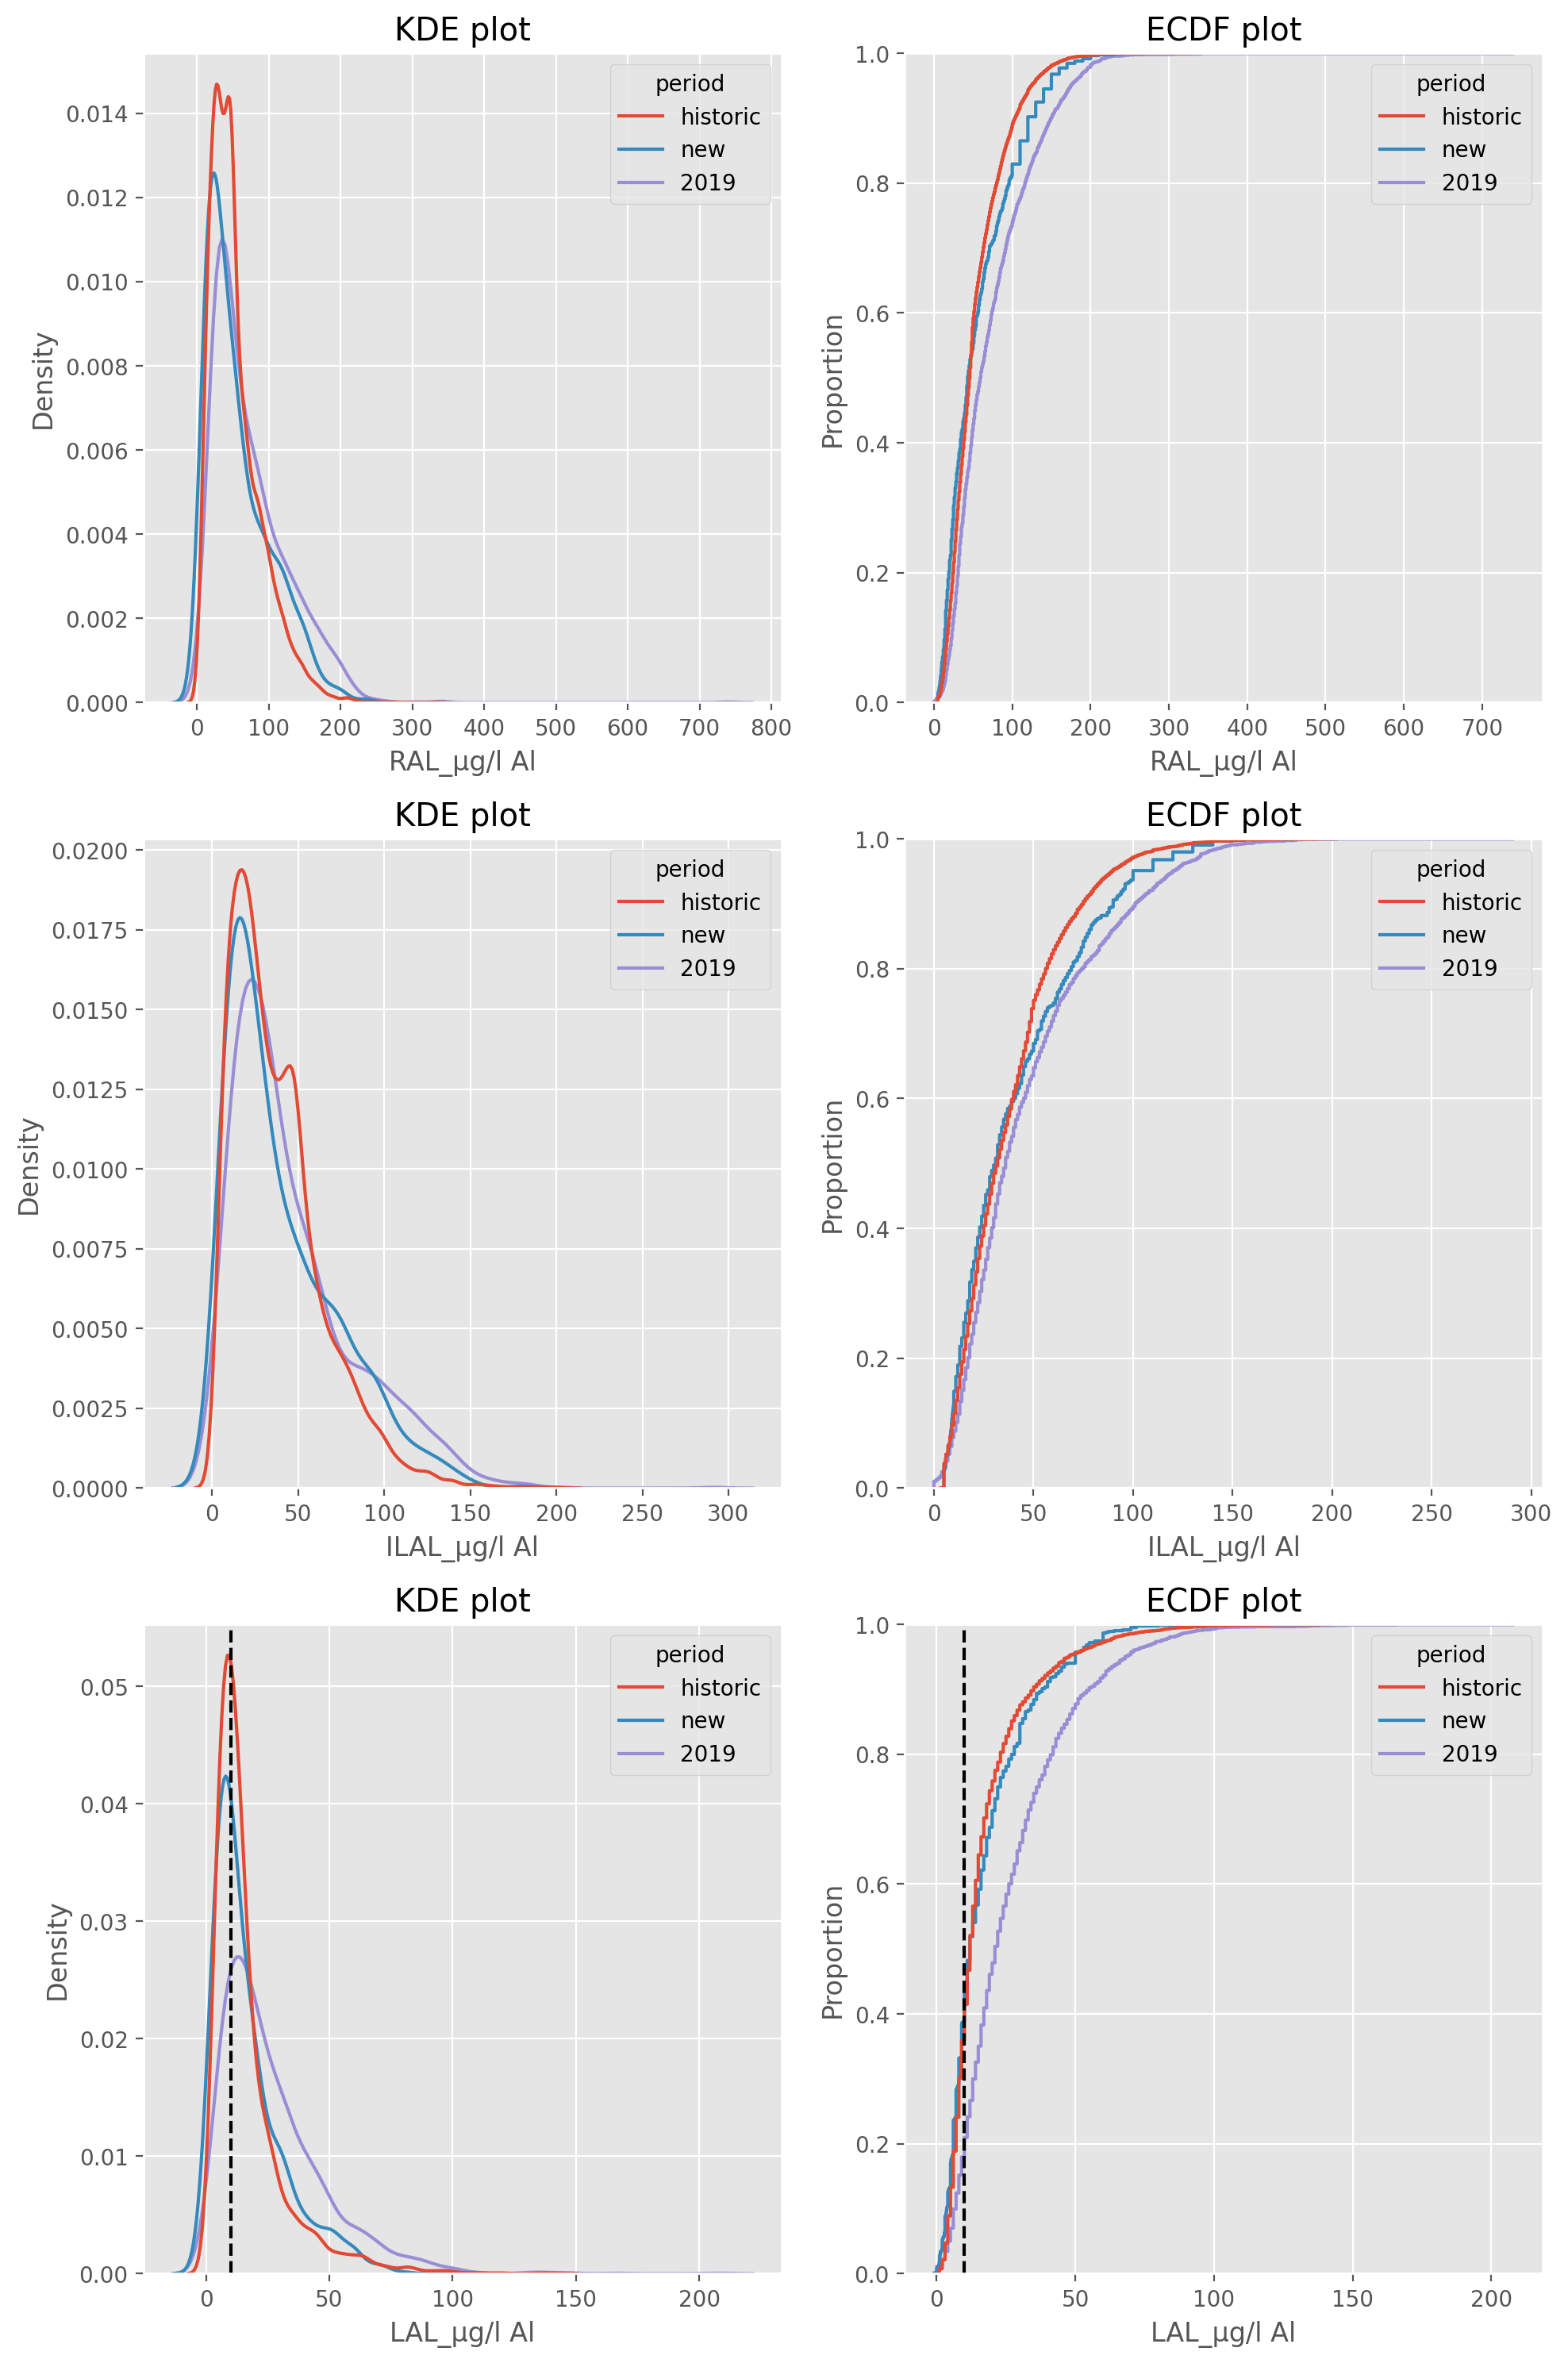 KDE plot
Density
0.014
0.012
0.010
0.008
0.006
0.004
0.002
0.000
0 100 200 300 400 500 600 700 800
RAL_µg/l Al
period
historic
new
2019
ECDF plot
Proportion
1.0
0.8
0.6
0.4
0.2
0.0
0 100 200 300 400 500 600 700
RAL_µg/l Al
period
historic
new
2019
KDE plot
Density
0.0200
0.0175
0.0150
0.0125
0.0100
0.0075
0.0050
0.0025
0.0000
0 50 100 150 200 250 300
ILAL_µg/l Al
period
historic
new
2019
ECDF plot
Proportion
1.0
0.8
0.6
0.4
0.2
0.0
0 50 100 150 200 250 300
ILAL_µg/l Al
period
historic
new
2019
KDE plot
Density
0.05
0.04
0.03
0.02
0.01
0.00
0 50 100 150 200
LAL_µg/l Al
period
historic
new
2019
ECDF plot
Proportion
1.0
0.8
0.6
0.4
0.2
0.0
0 50 100 150 200
LAL_µg/l Al
period
historic
new
2019